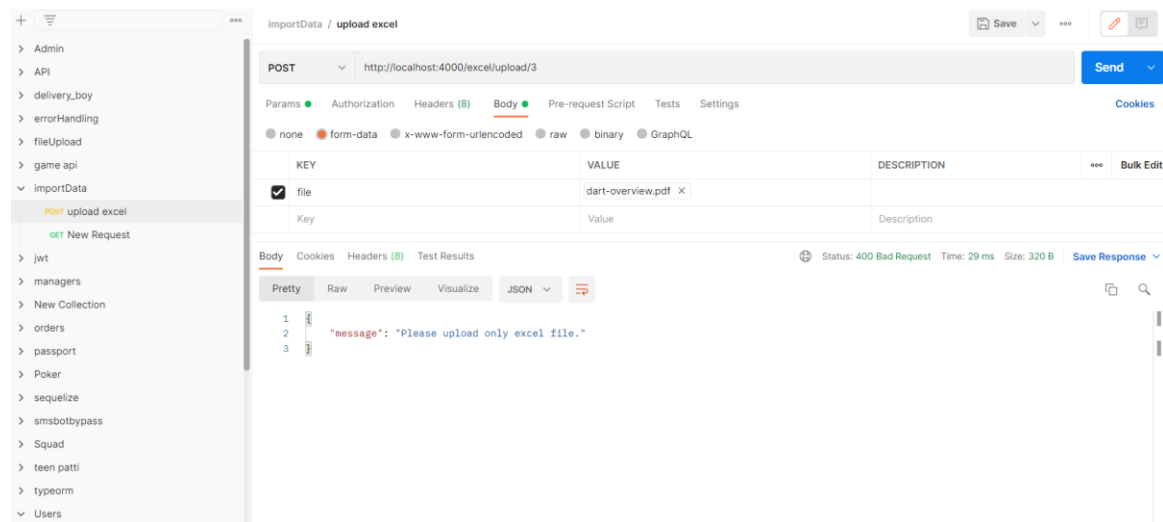 importData / upload excel
Save
Admin
API
delivery_boy
errorHandling
fileUpload
game api
importData
POST upload excel
GET New Request
jwt
managers
New Collection
orders
passport
Poker
sequelize
smsbotbypass
Squad
teen patti
typeorm
Users
POST http://localhost:4000/excel/upload/3 Send
Params Authorization Headers (8) Body Pre-request Script Tests Settings Cookies
none form-data x-www-form-urlencoded raw binary GraphQL
KEY VALUE DESCRIPTION Bulk Edit
file dart-overview.pdf
Key Value Description
Body Cookies Headers (8) Test Results Status: 400 Bad Request Time: 29 ms Size: 320 B Save Response
Pretty Raw Preview Visualize JSON
1 {
2 "message": "Please upload only excel file."
3 }